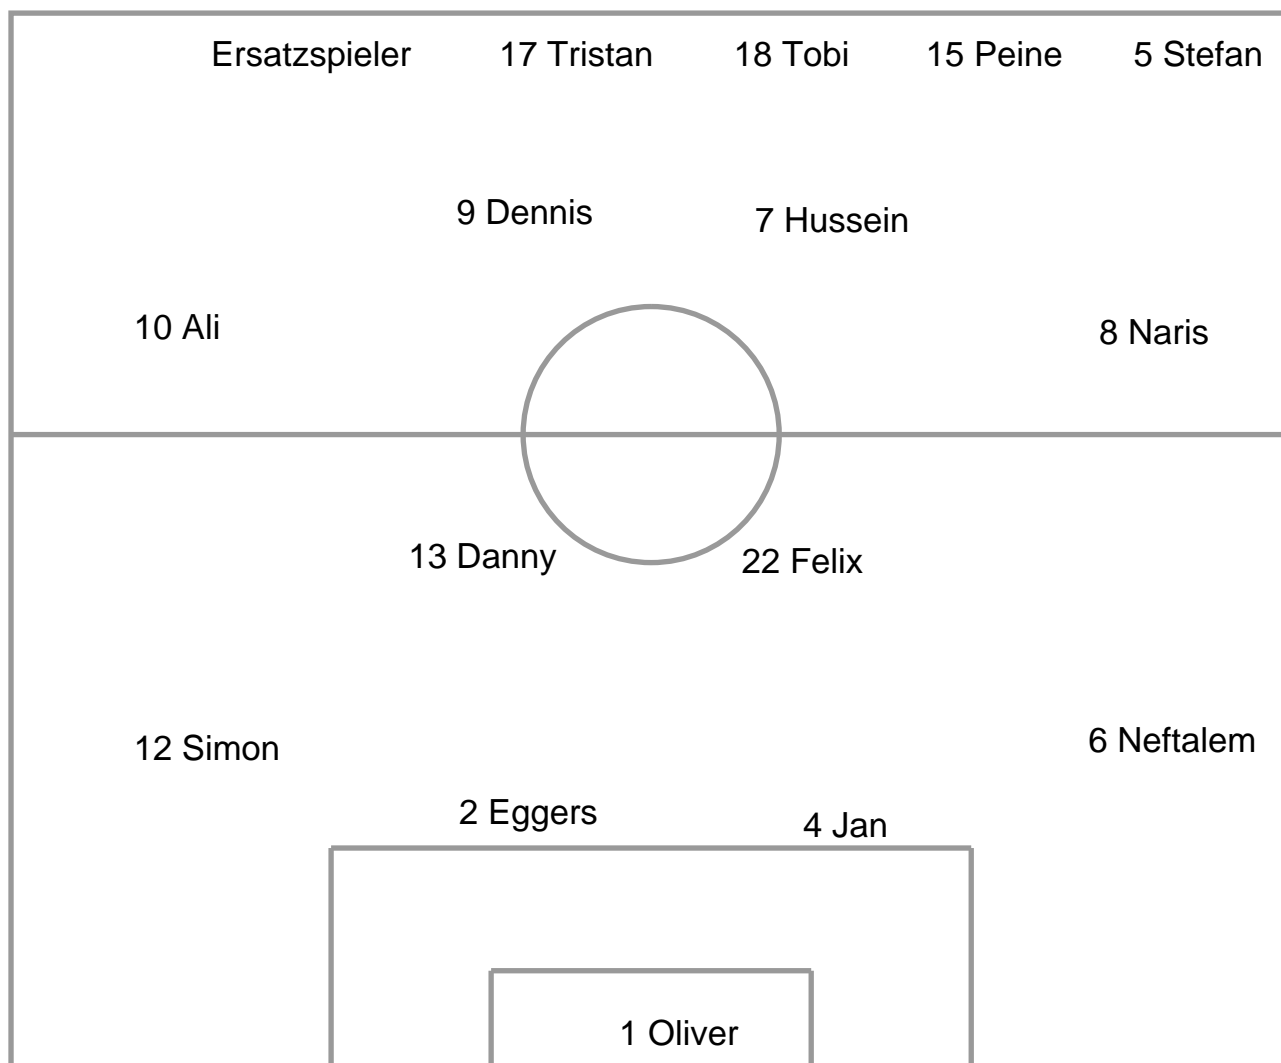 Ersatzspieler 17 Tristan 18 Tobi 15 Peine 5 Stefan
9 Dennis 7 Hussein
10 Ali 8 Naris
13 Danny 22 Felix
12 Simon 6 Neftalem
2 Eggers 4 Jan
1 Oliver